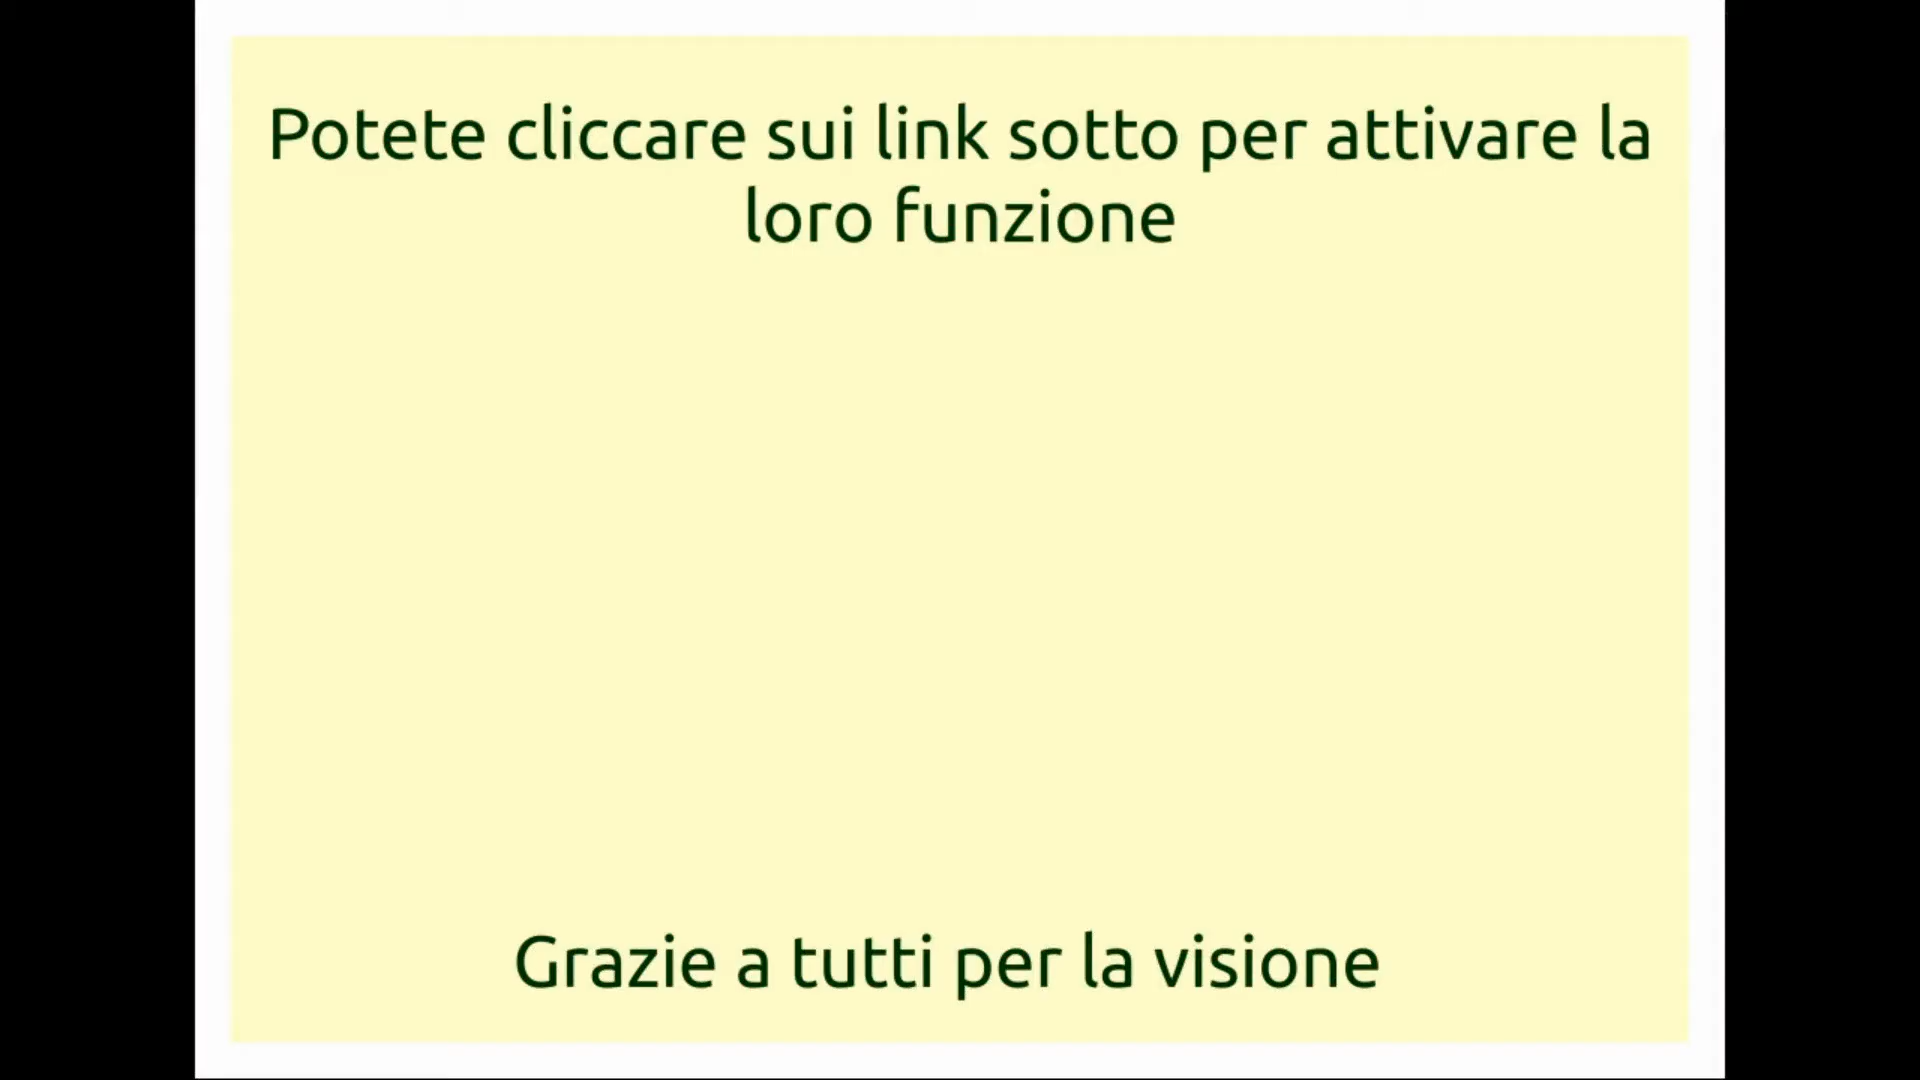 Potete cliccare sui link sotto per attivare la
loro funzione
Grazie a tutti per la visione